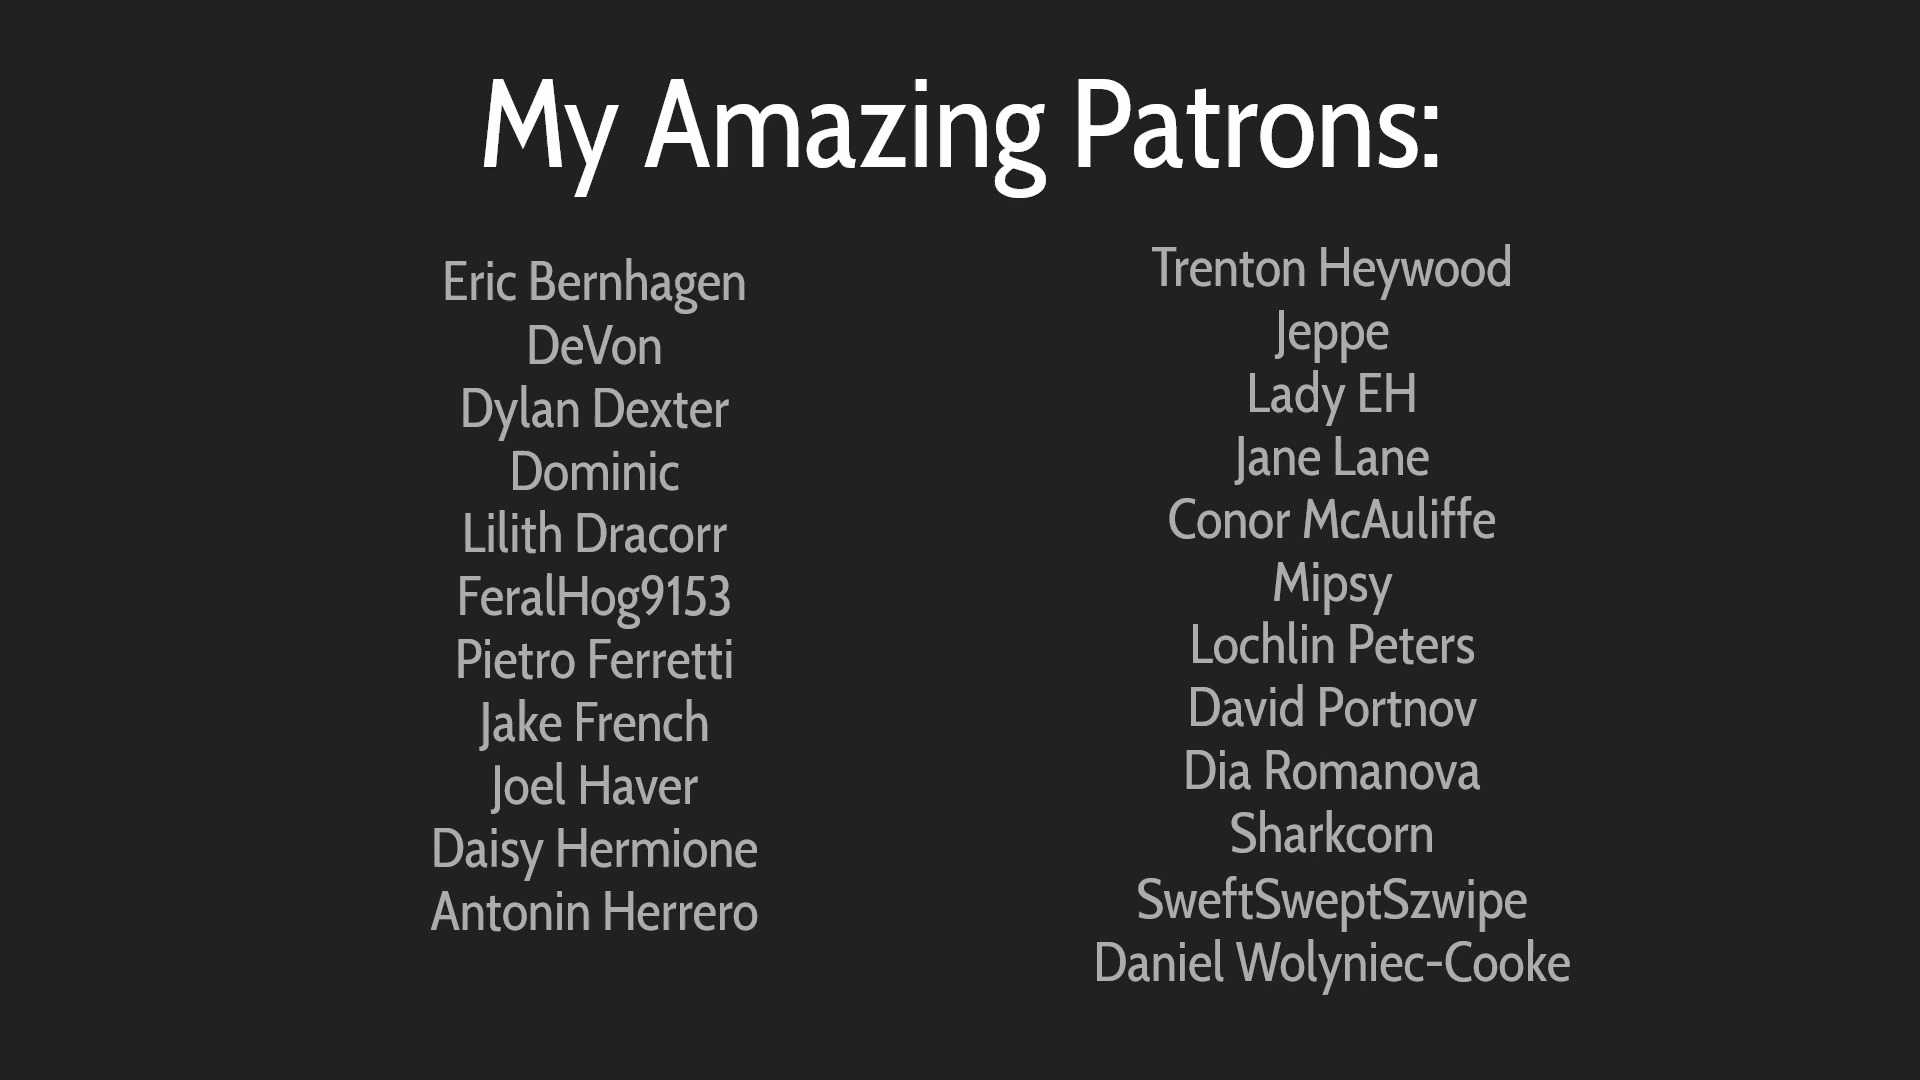 My Amazing Patrons:
Eric Bernhagen
DeVon
Dylan Dexter
Dominic
Lilith Dracorr
FeralHog9153
Pietro Ferretti
Jake French
Joel Haver
Daisy Hermione
Antonin Herrero
Trenton Heywood
Jeppe
Lady EH
Jane Lane
Conor McAuliffe
Mipsy
Lochlin Peters
David Portnov
Dia Romanova
Sharkcorn
SweftSweptSzwipe
Daniel Wolyniec-Cooke